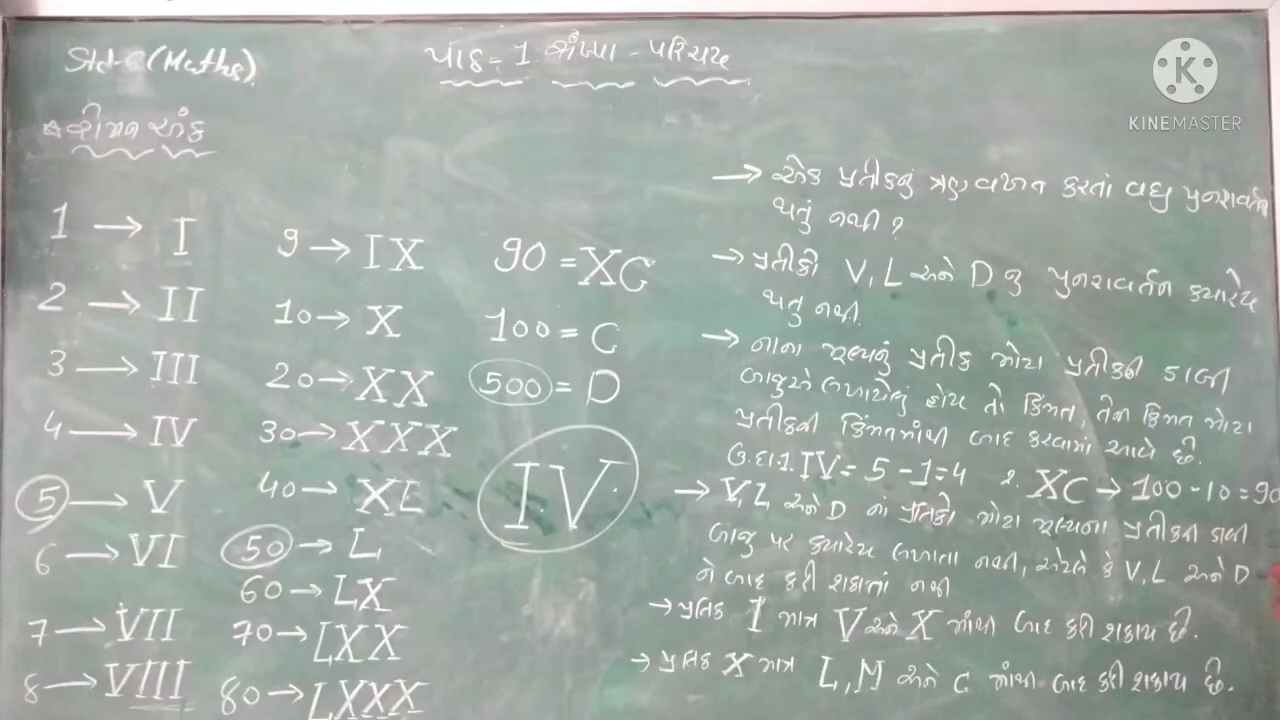 ધોરણ-6 (Maths)
પાઠ-1 સંખ્યા-પરિચય
KINEMASTER
રોમન અંક
1 → I
2 → II
3 → III
4 → IV
5 → V
6 → VI
7 → VII
8 → VIII
9 → IX
10 → X
20 → XX
30 → XXX
40 → XL
50 → L
60 → LX
70 → LXX
80 → LXXX
90 = XC
100 = C
500 = D
IV
→ એક પ્રતીકનું ત્રણ વખત કરતાં વધુ પુનરાવર્તન
થતું નથી?
→ પ્રતીકો V, L અને D નુ પુનરાવર્તન ક્યારેય
થતુ નથી.
→ નાના મૂલ્યનું પ્રતીક મોટા પ્રતીકની ડાબી
બાજુએ લખાયેલું હોય તો કિંમત, તેન કિંમત મોટા
પ્રતીકની કિંમતમાંથી બાદ કરવામાં આવે છે.
ઉ.દા. 1. IV = 5 - 1 = 4 2. XC → 100 - 10 = 90
→ V, L અને D નાં પ્રતિકો મોટા મૂલ્યના પ્રતીકની ડાબી
બાજુ પર ક્યારેય લખાતા નથી, એટલે કે V, L અને D
ને બાદ કરી શકાતાં નથી
→ પ્રતિક I માત્ર V અને X માંથી બાદ કરી શકાય છે.
→ પ્રતિક X માત્ર L, M અને C માંથી બાદ કરી શકાય છે.